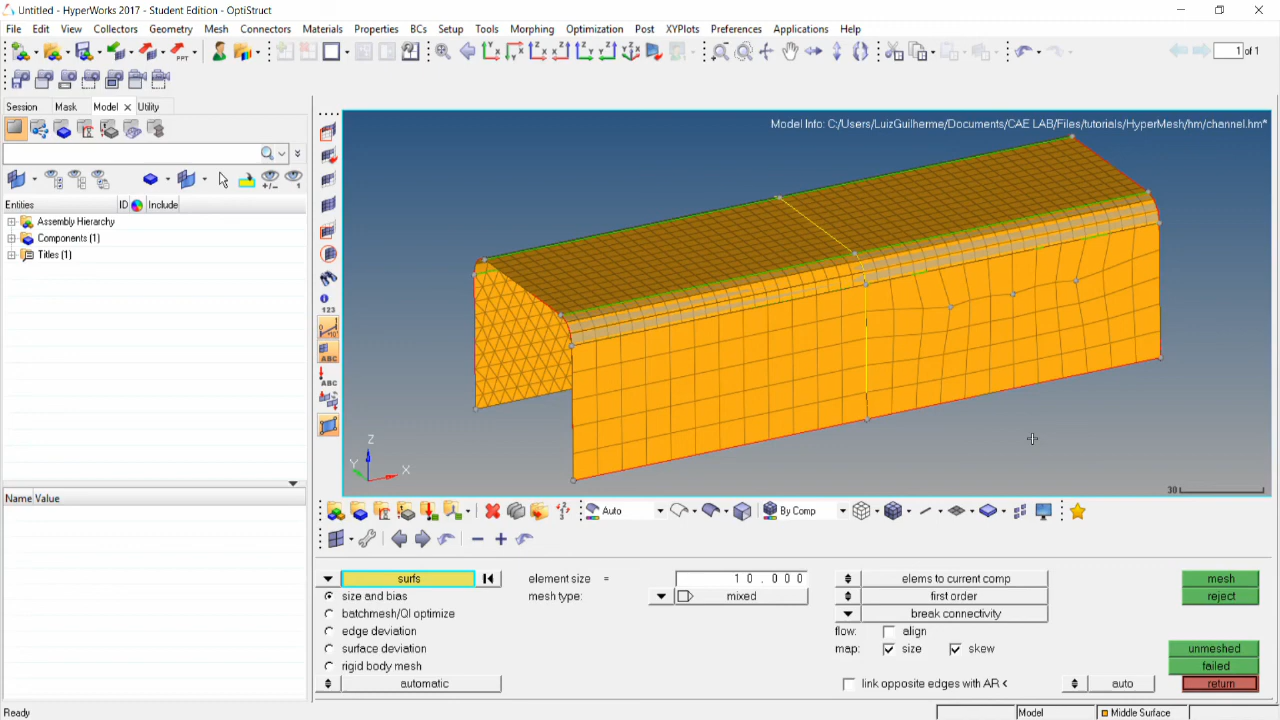 Untitled - HyperWorks 2017 - Student Edition - OptiStruct
File Edit View Collectors Geometry Mesh Connectors Materials Properties BCs Setup Tools Morphing Optimization Post XYPlots Preferences Applications Help
1 of 1
Session Mask Model Utility
Model Info: C:/Users/LuizGuilherme/Documents/CAE LAB/Files/tutorials/HyperMesh/hm/channel.hm*
Entities ID Include
Assembly Hierarchy
Components (1)
Titles (1)
123
ABC
ABC
Z
Y
X
30
Name Value
Auto
By Comp
surfs
element size = 10.000
elems to current comp
mesh
size and bias
mesh type: mixed
first order
reject
batchmesh/QI optimize
break connectivity
edge deviation
flow: align
surface deviation
map: size skew
unmeshed
rigid body mesh
failed
automatic
link opposite edges with AR <
auto
return
Ready
Model
Middle Surface